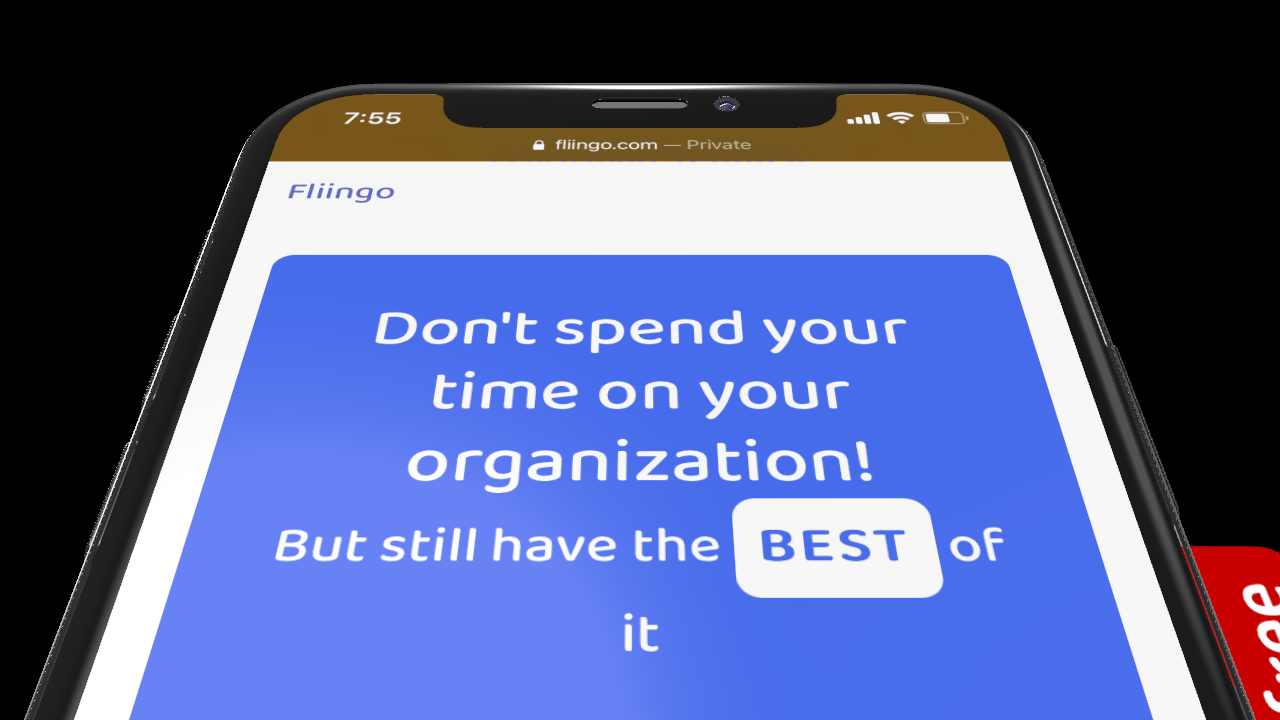 7:55
fliingo.com — Private
Fliingo
Don't spend your
time on your
organization!
But still have the BEST of
it